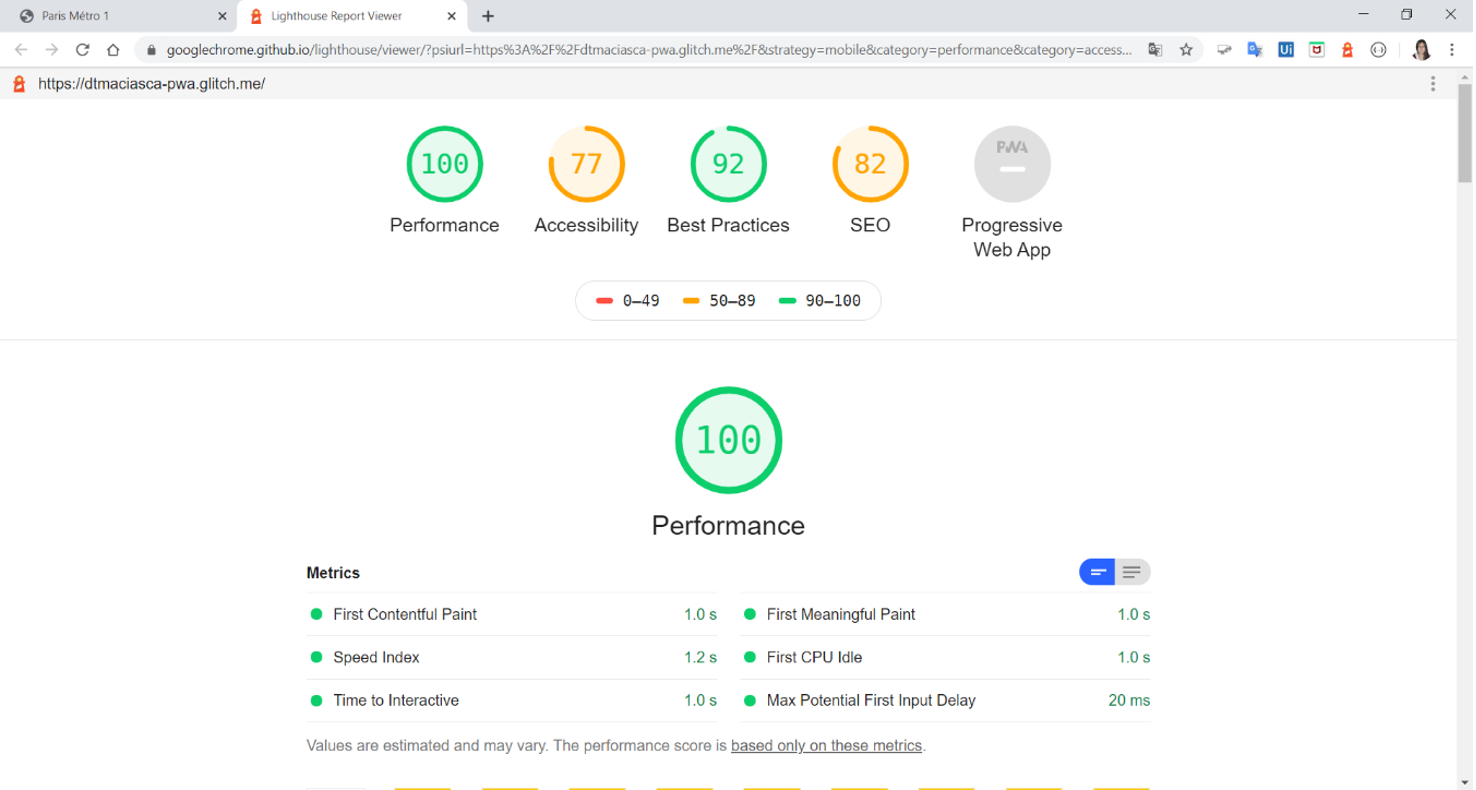 Paris Métro 1
Lighthouse Report Viewer
googlechrome.github.io/lighthouse/viewer/?psiurl=https%3A%2F%2Fdtmaciasca-pwa.glitch.me%2F&strategy=mobile&category=performance&category=access...
https://dtmaciasca-pwa.glitch.me/
100 77 92 82 PWA
Performance Accessibility Best Practices SEO Progressive
Web App
0–49 50–89 90–100
100
Performance
Metrics
First Contentful Paint 1.0 s First Meaningful Paint 1.0 s
Speed Index 1.2 s First CPU Idle 1.0 s
Time to Interactive 1.0 s Max Potential First Input Delay 20 ms
Values are estimated and may vary. The performance score is based only on these metrics.